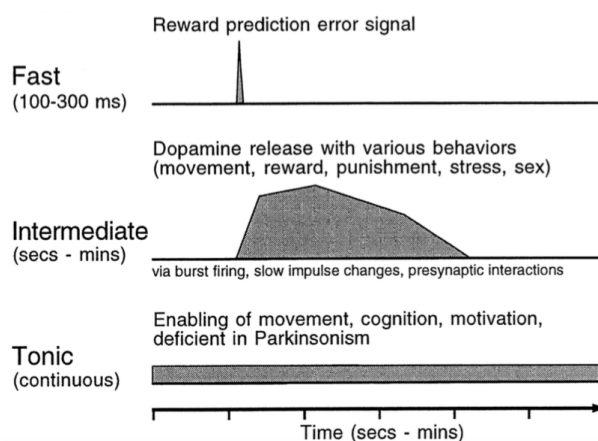 Reward prediction error signal
Fast
(100-300 ms)
Dopamine release with various behaviors
(movement, reward, punishment, stress, sex)
Intermediate
(secs - mins)
via burst firing, slow impulse changes, presynaptic interactions
Enabling of movement, cognition, motivation,
deficient in Parkinsonism
Tonic
(continuous)
Time (secs - mins)